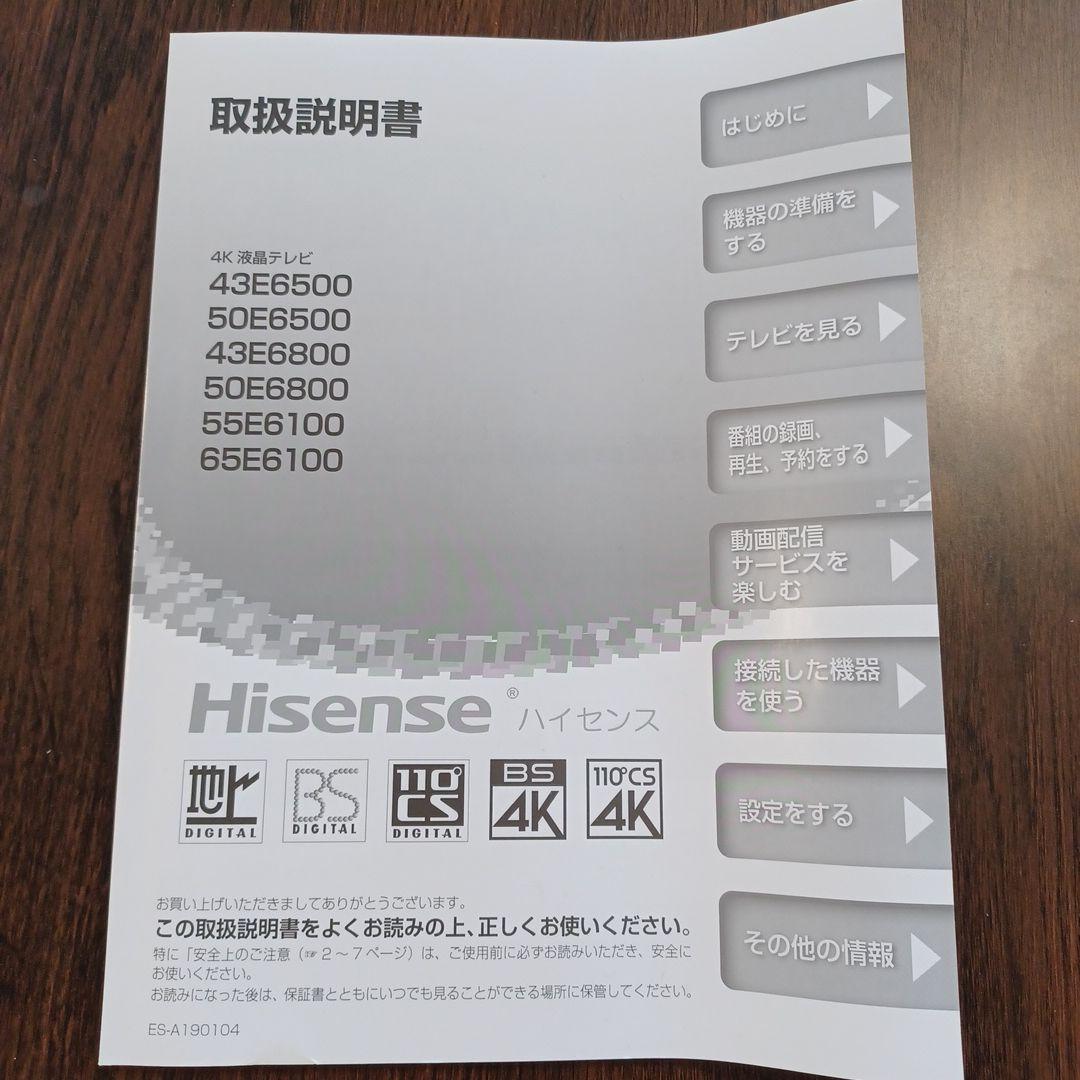 取扱説明書
4K 液晶テレビ
43E6500
50E6500
43E6800
50E6800
55E6100
65E6100
Hisense® ハイセンス
地上 DIGITAL
BS DIGITAL
110°CS DIGITAL
BS 4K
110°CS 4K
お買い上げいただきましてありがとうございます。
この取扱説明書をよくお読みの上、正しくお使いください。
特に「安全上のご注意(☞2～7ページ)は、ご使用前に必ずお読みいただき、安全に
お使いください。
お読みになった後は、保証書とともにいつでも見ることができる場所に保管してください。
ES-A190104
はじめに
機器の準備を
する
テレビを見る
番組の録画、
再生、予約をする
動画配信
サービスを
楽しむ
接続した機器
を使う
設定をする
その他の情報